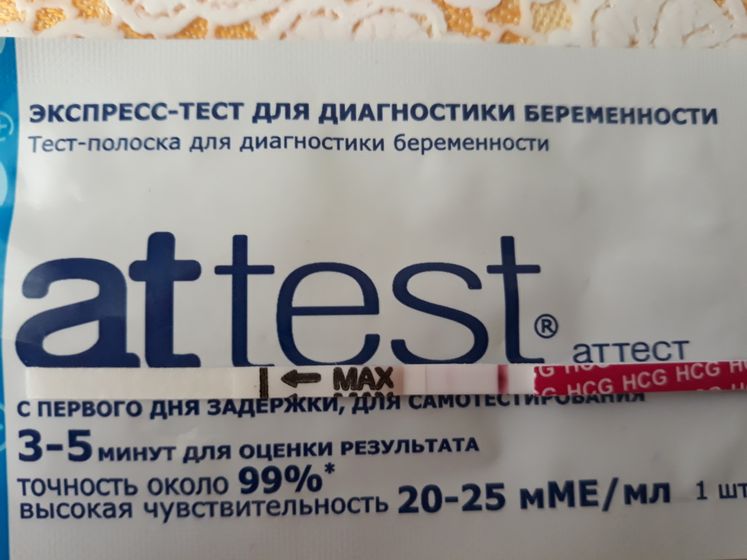 ЭКСПРЕСС-ТЕСТ ДЛЯ ДИАГНОСТИКИ БЕРЕМЕННОСТИ
Тест-полоска для диагностики беременности
attest®
аттест
MAX
HCG HCG HCG H
С ПЕРВОГО ДНЯ ЗАДЕРЖКИ, ДЛЯ САМОТЕСТИРОВАНИЯ
3-5 МИНУТ ДЛЯ ОЦЕНКИ РЕЗУЛЬТАТА
ТОЧНОСТЬ ОКОЛО 99%*
ВЫСОКАЯ ЧУВСТВИТЕЛЬНОСТЬ 20-25 мМЕ/мл 1 шт